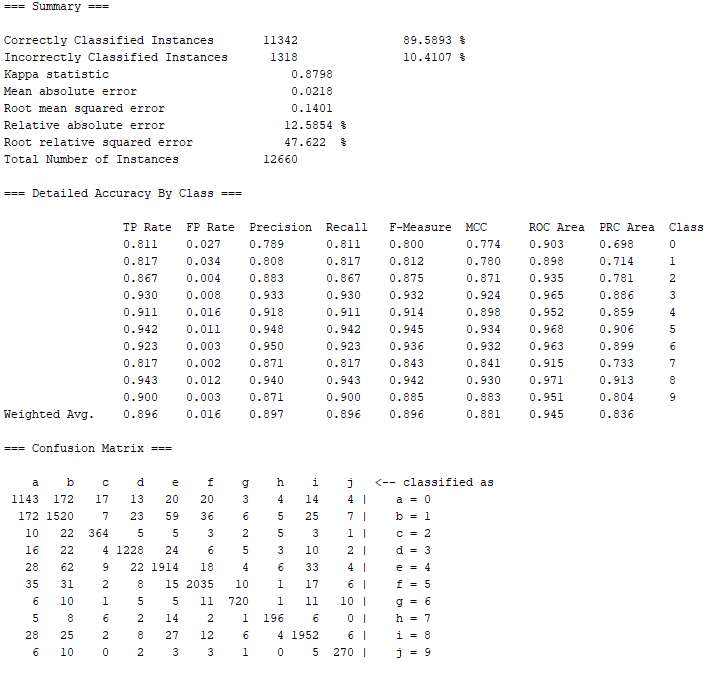 === Summary ===
Correctly Classified Instances 11342 89.5893 %
Incorrectly Classified Instances 1318 10.4107 %
Kappa statistic 0.8798
Mean absolute error 0.0218
Root mean squared error 0.1401
Relative absolute error 12.5854 %
Root relative squared error 47.622 %
Total Number of Instances 12660
=== Detailed Accuracy By Class ===
TP Rate FP Rate Precision Recall F-Measure MCC ROC Area PRC Area Class
0.811 0.027 0.789 0.811 0.800 0.774 0.903 0.698 0
0.817 0.034 0.808 0.817 0.812 0.780 0.898 0.714 1
0.867 0.004 0.883 0.867 0.875 0.871 0.935 0.781 2
0.930 0.008 0.933 0.930 0.932 0.924 0.965 0.886 3
0.911 0.016 0.918 0.911 0.914 0.898 0.952 0.859 4
0.942 0.011 0.948 0.942 0.945 0.934 0.968 0.906 5
0.923 0.003 0.950 0.923 0.936 0.932 0.963 0.899 6
0.817 0.002 0.871 0.817 0.843 0.841 0.915 0.733 7
0.943 0.012 0.940 0.943 0.942 0.930 0.971 0.913 8
0.900 0.003 0.871 0.900 0.885 0.883 0.951 0.804 9
Weighted Avg. 0.896 0.016 0.897 0.896 0.896 0.881 0.945 0.836
=== Confusion Matrix ===
a b c d e f g h i j <-- classified as
1143 172 17 13 20 20 3 4 14 4 | a = 0
172 1520 7 23 59 36 6 5 25 7 | b = 1
10 22 364 5 5 3 2 5 3 1 | c = 2
16 22 4 1228 24 6 5 3 10 2 | d = 3
28 62 9 22 1914 18 4 6 33 4 | e = 4
35 31 2 8 15 2035 10 1 17 6 | f = 5
6 10 1 5 5 11 720 1 11 10 | g = 6
5 8 6 2 14 2 1 196 6 0 | h = 7
28 25 2 8 27 12 6 4 1952 6 | i = 8
6 10 0 2 3 3 1 0 5 270 | j = 9